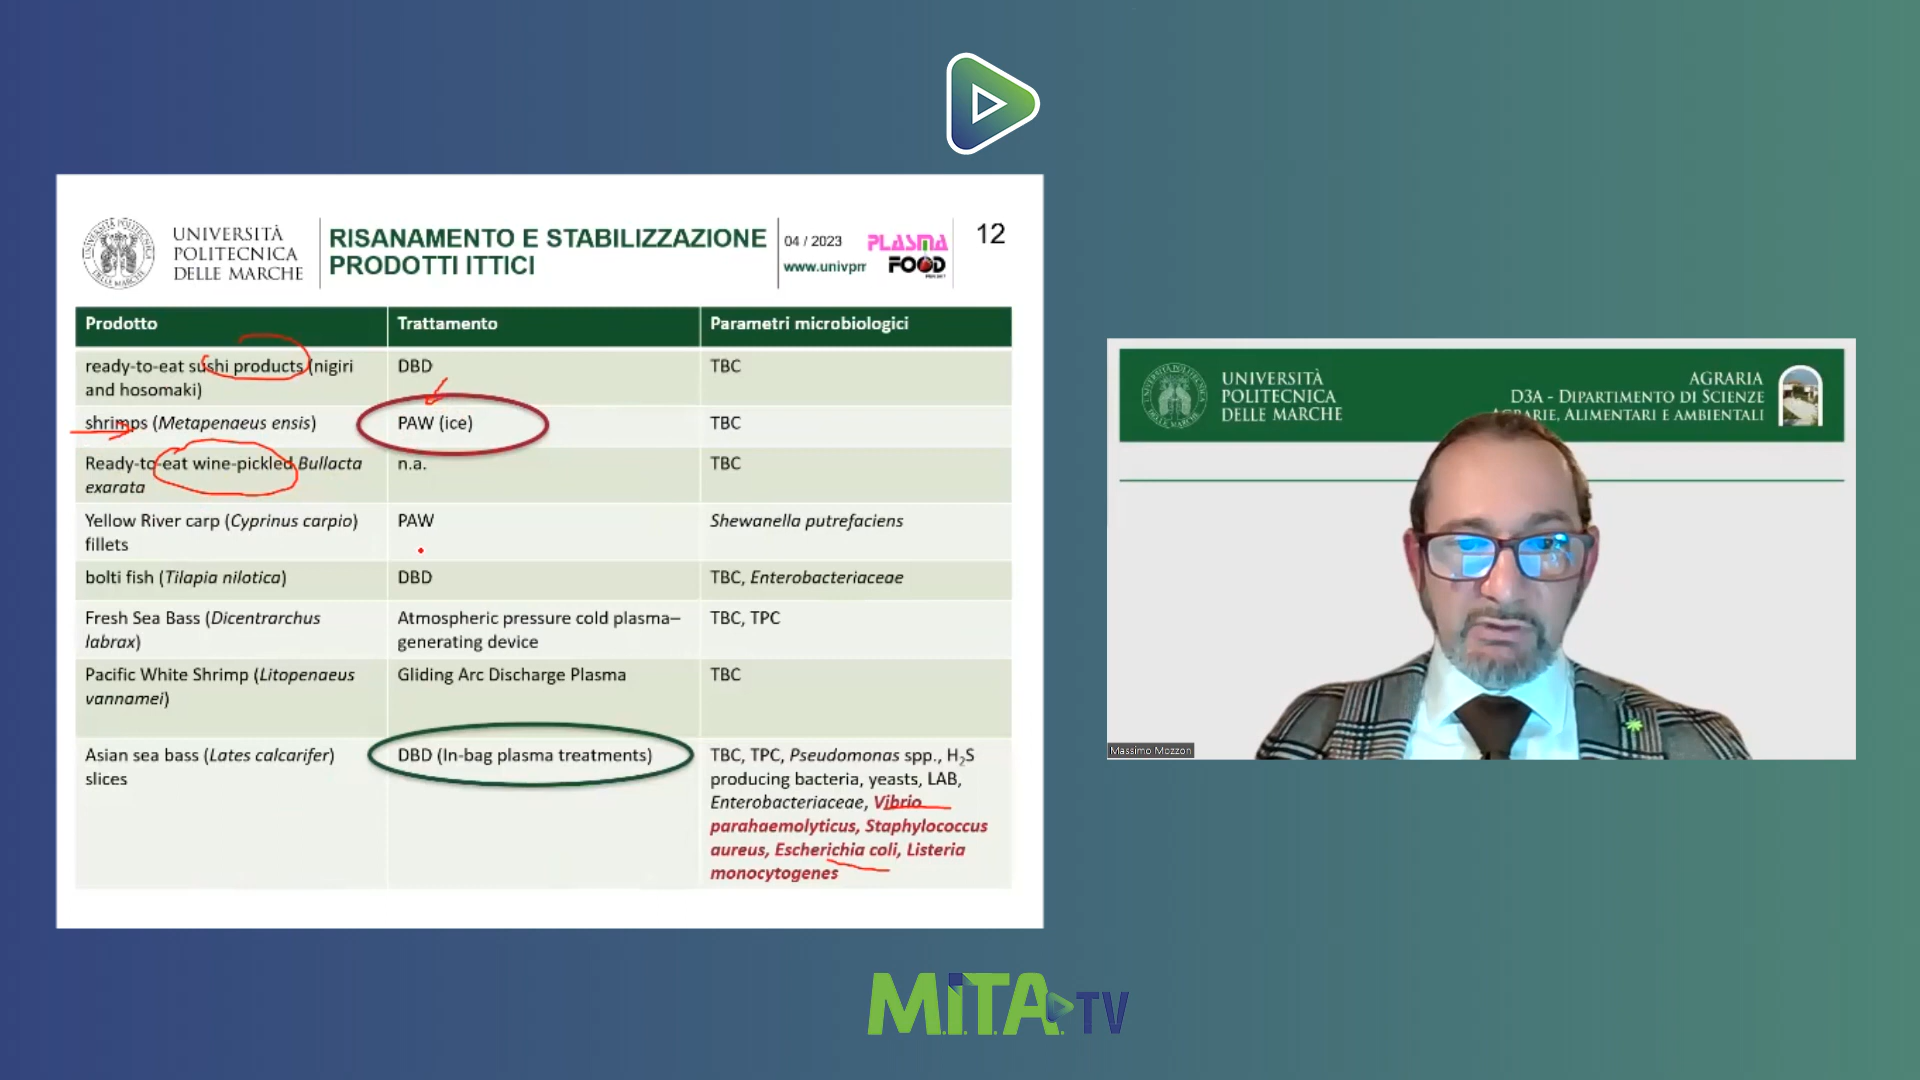 UNIVERSITÀ
POLITECNICA
DELLE MARCHE
RISANAMENTO E STABILIZZAZIONE
PRODOTTI ITTICI
04 / 2023
www.univpm
PLASMA
FOOD
12
Prodotto Trattamento Parametri microbiologici
ready-to-eat sushi products (nigiri
and hosomaki)
DBD
TBC
shrimps (Metapenaeus ensis)
PAW (ice)
TBC
Ready-to-eat wine-pickled Bullacta
exarata
n.a.
TBC
Yellow River carp (Cyprinus carpio)
fillets
PAW
Shewanella putrefaciens
bolti fish (Tilapia nilotica)
DBD
TBC, Enterobacteriaceae
Fresh Sea Bass (Dicentrarchus
labrax)
Atmospheric pressure cold plasma–
generating device
TBC, TPC
Pacific White Shrimp (Litopenaeus
vannamei)
Gliding Arc Discharge Plasma
TBC
Asian sea bass (Lates calcarifer)
slices
DBD (In-bag plasma treatments)
TBC, TPC, Pseudomonas spp., H₂S
producing bacteria, yeasts, LAB,
Enterobacteriaceae, Vibrio
parahaemolyticus, Staphylococcus
aureus, Escherichia coli, Listeria
monocytogenes
UNIVERSITÀ
POLITECNICA
DELLE MARCHE
AGRARIA
D3A - DIPARTIMENTO DI SCIENZE
AGRARIE, ALIMENTARI E AMBIENTALI
Massimo Mozzon
M.I.T.A. TV